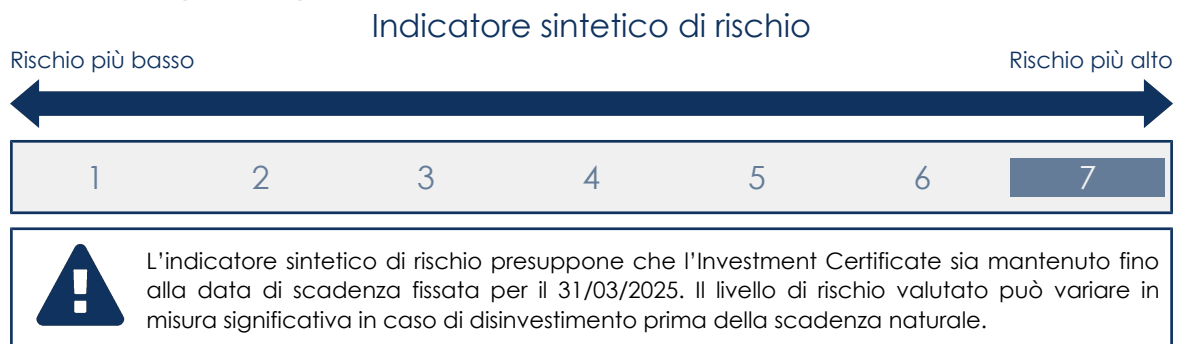 Indicatore sintetico di rischio
Rischio più basso
Rischio più alto
1 2 3 4 5 6 7
L'indicatore sintetico di rischio presuppone che l'Investment Certificate sia mantenuto fino
alla data di scadenza fissata per il 31/03/2025. Il livello di rischio valutato può variare in
misura significativa in caso di disinvestimento prima della scadenza naturale.